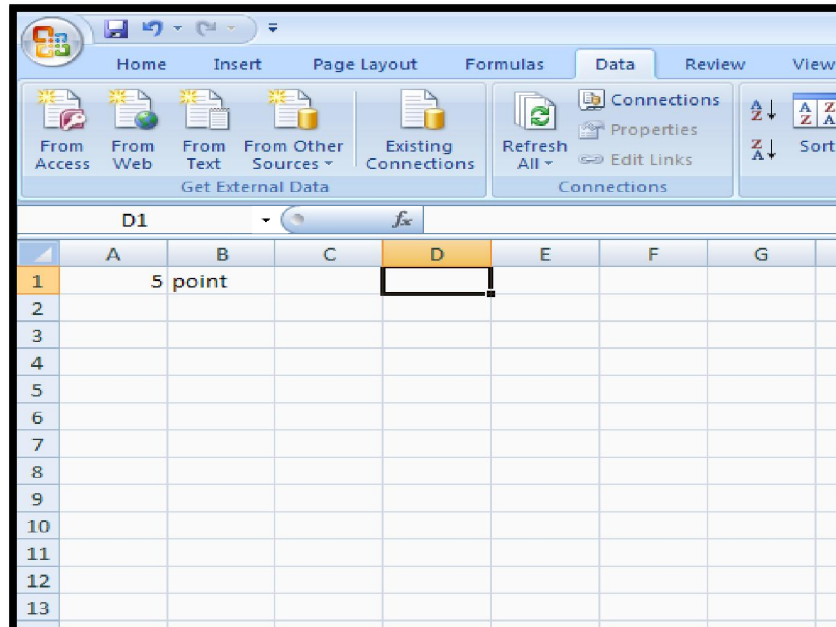 Home Insert Page Layout Formulas Data Review View
From Access
From Web
From Text
From Other Sources
Existing Connections
Get External Data
Refresh All
Connections
Properties
Edit Links
Connections
A Z
Z A
A Z Z A
Sort
D1 fx
A B C D E F G
1 5 point
2
3
4
5
6
7
8
9
10
11
12
13